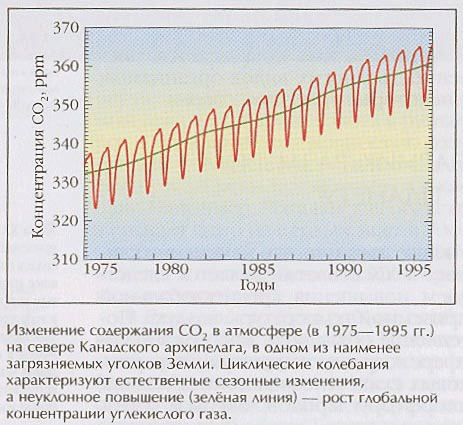 370
360
350
340
330
320
310
Концентрация CO₂, ppm
1975 1980 1985 1990 1995
Годы
Изменение содержания CO₂ в атмосфере (в 1975—1995 гг.)
на севере Канадского архипелага, в одном из наименее
загрязняемых уголков Земли. Циклические колебания
характеризуют естественные сезонные изменения,
а неуклонное повышение (зелёная линия) — рост глобальной
концентрации углекислого газа.